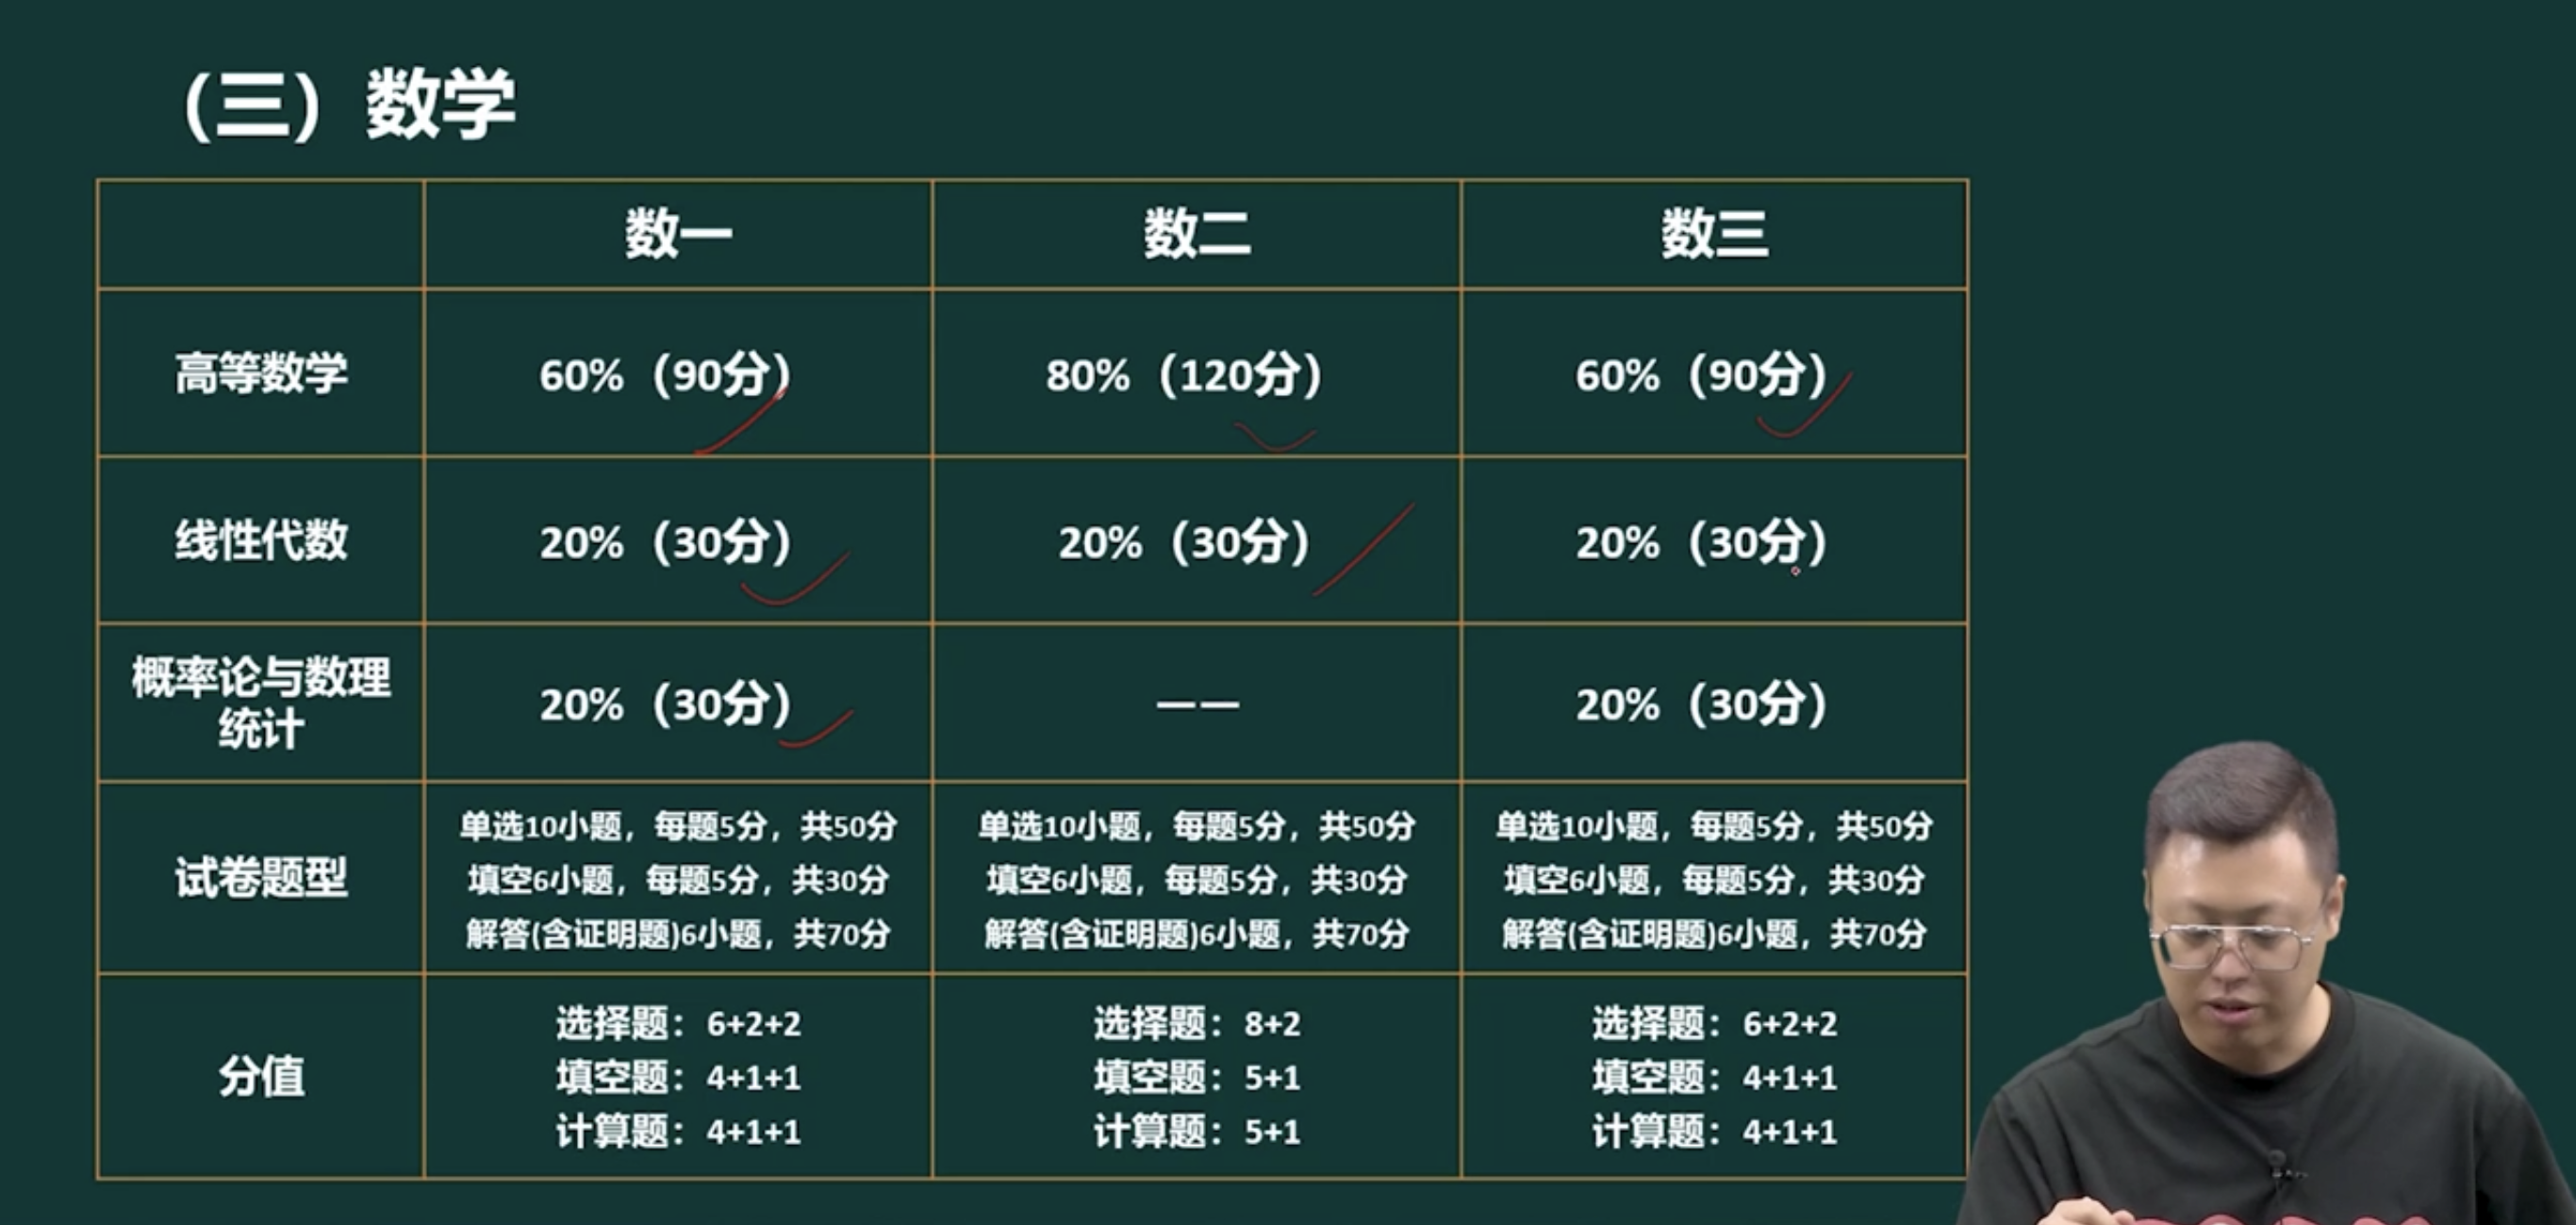 （三）数学
数一
数二
数三
高等数学
60%（90分）
80%（120分）
60%（90分）
线性代数
20%（30分）
20%（30分）
20%（30分）
概率论与数理
统计
20%（30分）
——
20%（30分）
试卷题型
单选10小题，每题5分，共50分
填空6小题，每题5分，共30分
解答(含证明题)6小题，共70分
单选10小题，每题5分，共50分
填空6小题，每题5分，共30分
解答(含证明题)6小题，共70分
单选10小题，每题5分，共50分
填空6小题，每题5分，共30分
解答(含证明题)6小题，共70分
分值
选择题：6+2+2
填空题：4+1+1
计算题：4+1+1
选择题：8+2
填空题：5+1
计算题：5+1
选择题：6+2+2
填空题：4+1+1
计算题：4+1+1